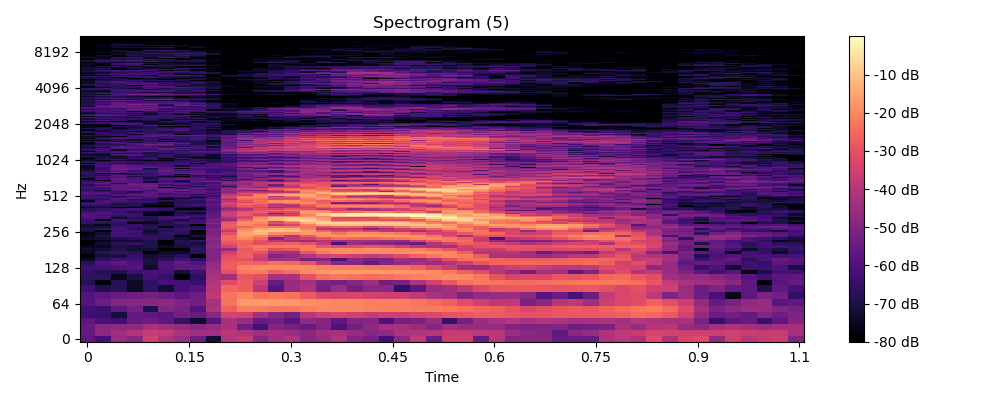 Spectrogram (5)
8192
4096
2048
1024
512
256
128
64
0
Hz
0
0.15
0.3
0.45
0.6
0.75
0.9
1.1
Time
-10 dB
-20 dB
-30 dB
-40 dB
-50 dB
-60 dB
-70 dB
-80 dB